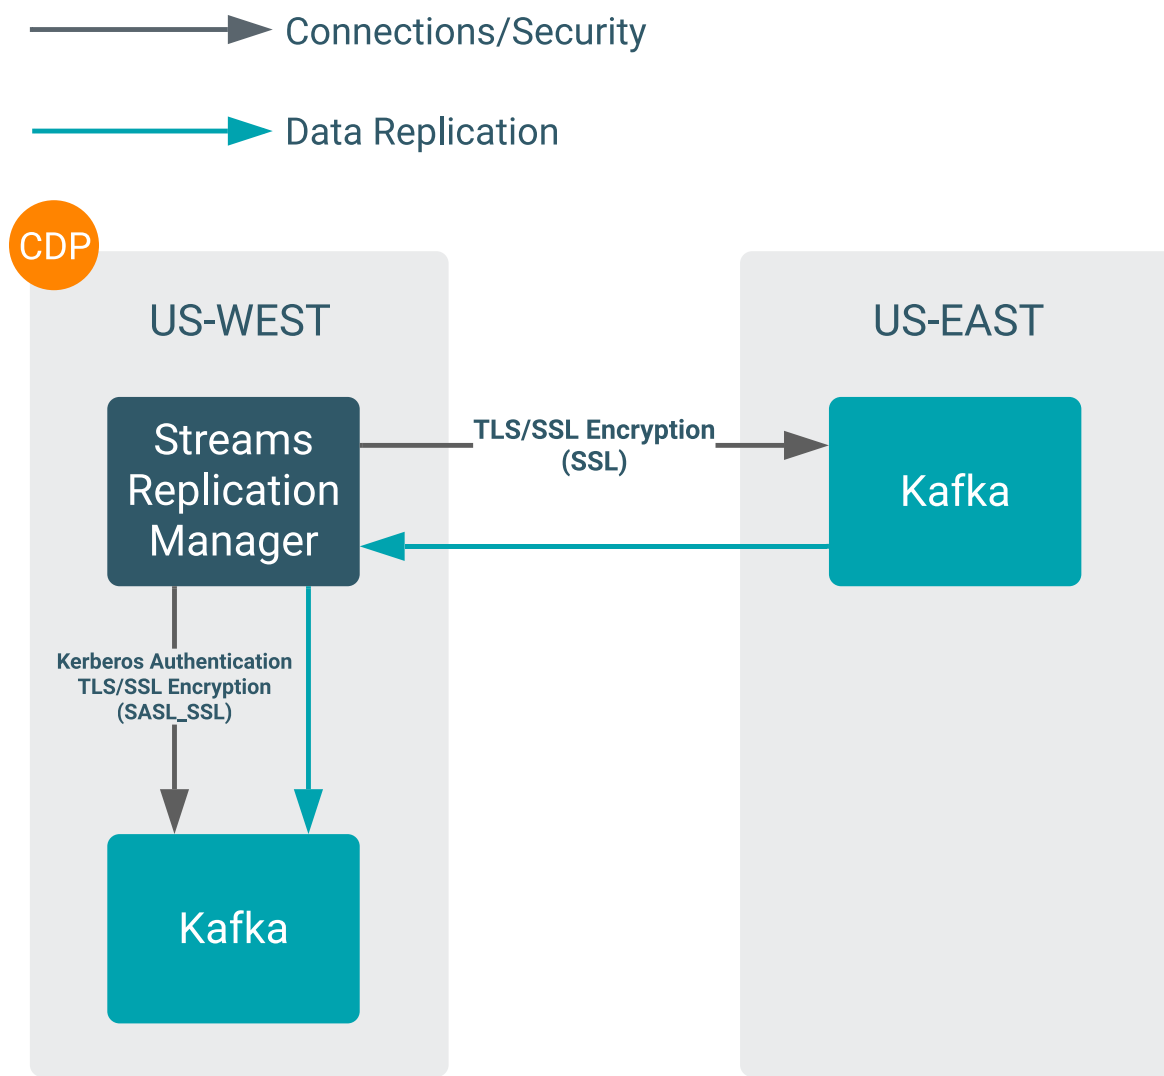 Connections/Security
Data Replication
CDP
US-WEST
US-EAST
Streams
Replication
Manager
TLS/SSL Encryption
(SSL)
Kafka
Kerberos Authentication
TLS/SSL Encryption
(SASL_SSL)
Kafka